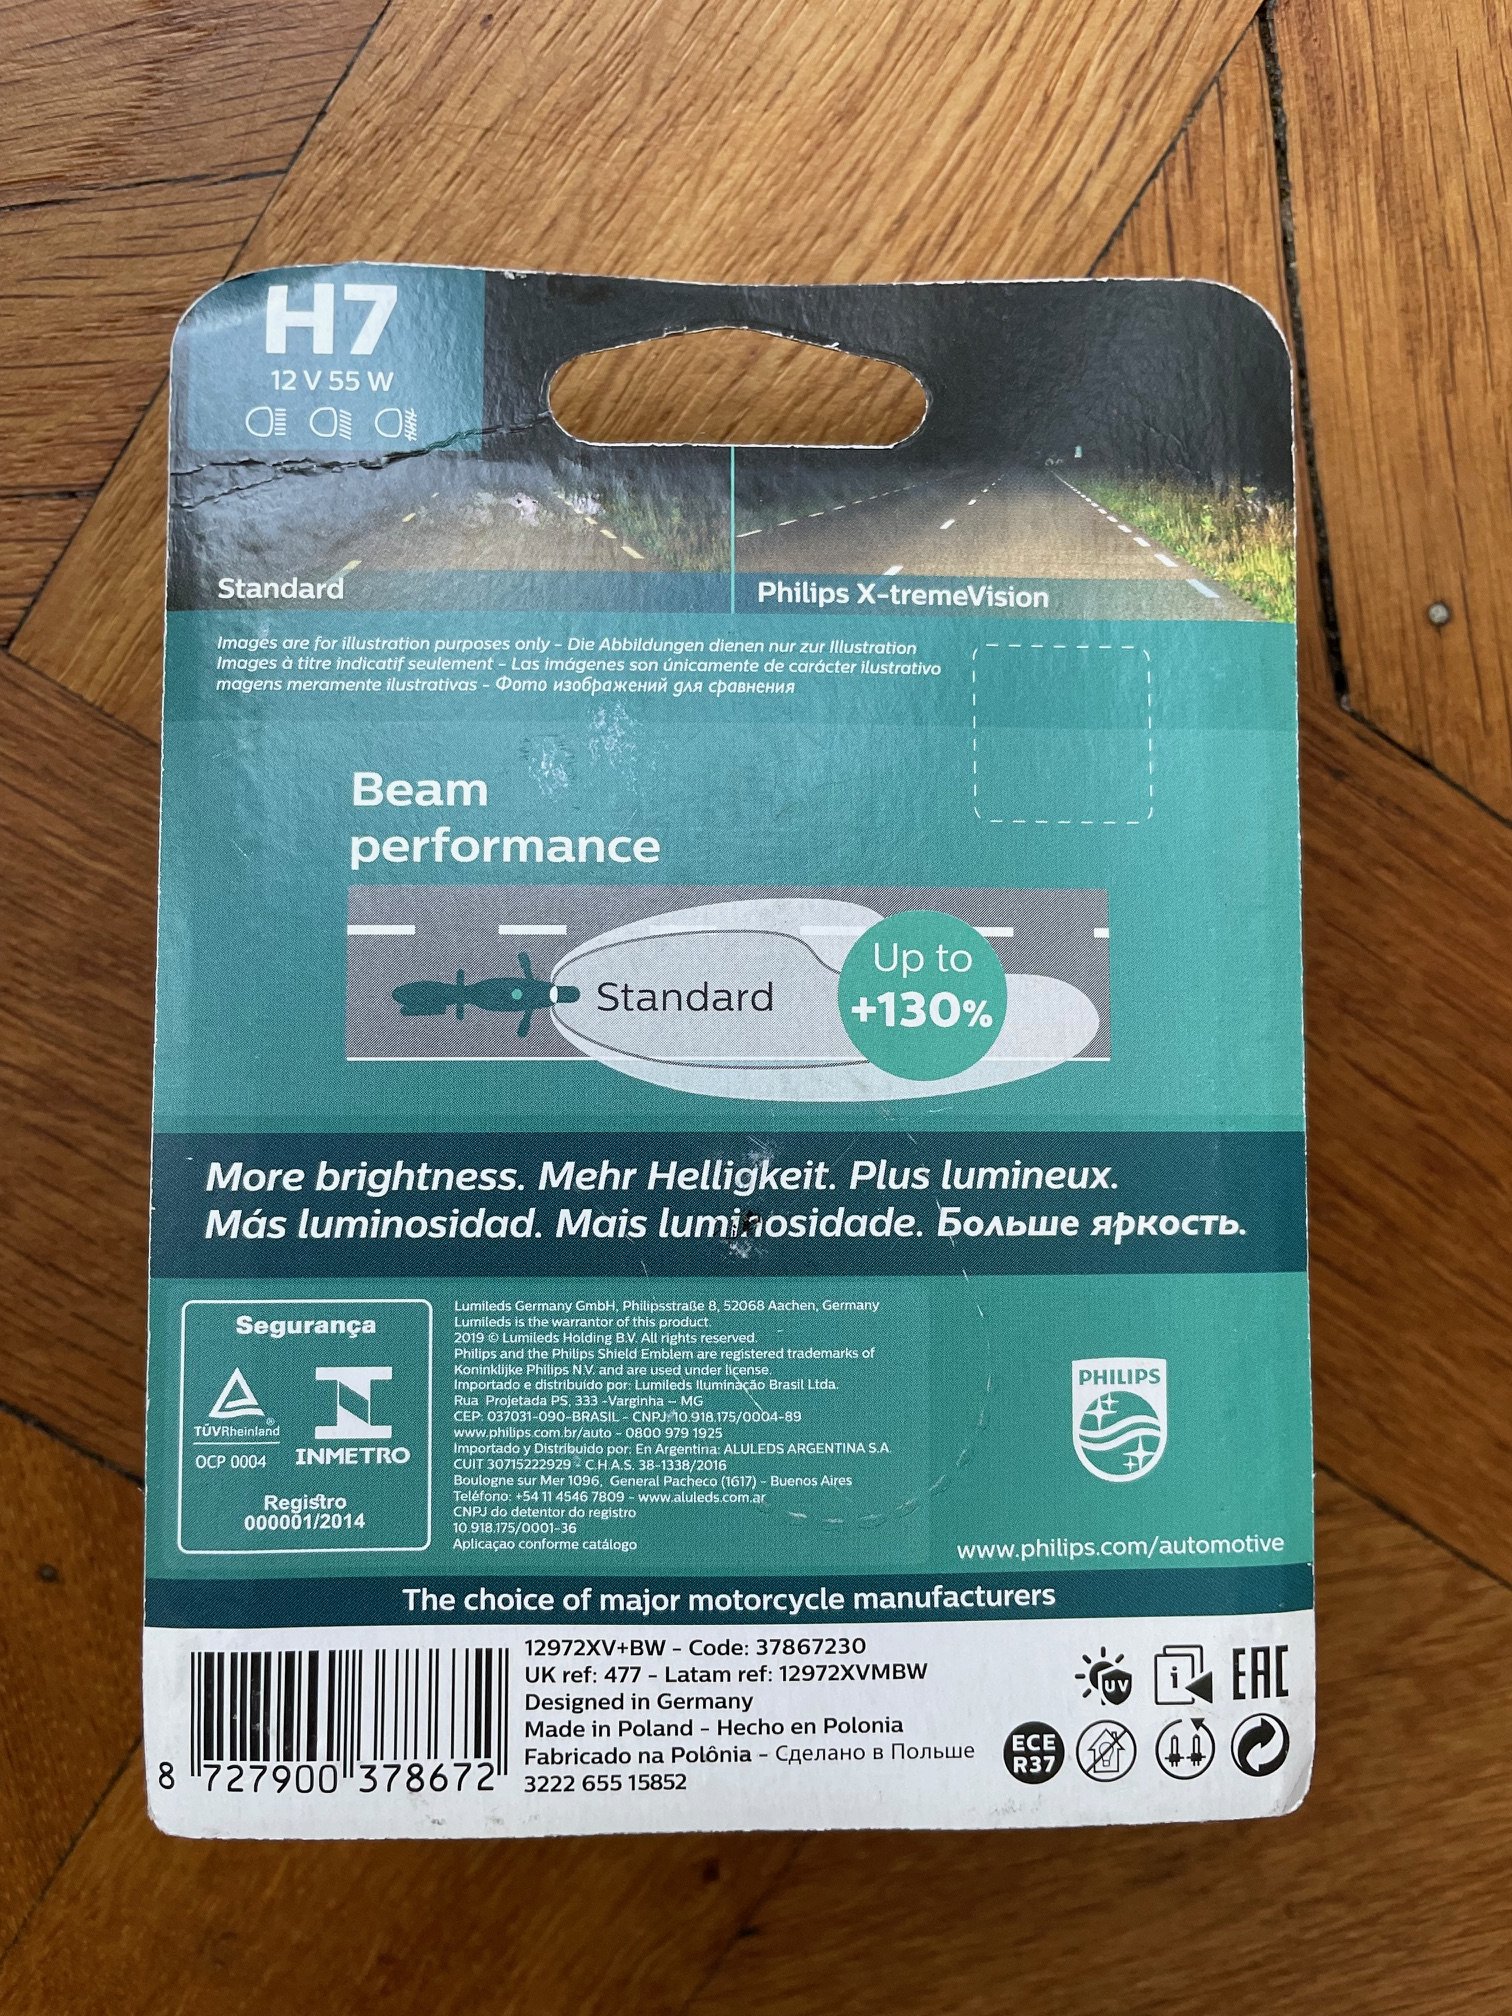 H7
12 V 55 W
Standard
Philips X-tremeVision
Images are for illustration purposes only – Die Abbildungen dienen nur zur Illustration
Images à titre indicatif seulement – Las imágenes son únicamente de carácter ilustrativo
magens meramente ilustrativas – Фото изображений для сравнения
Beam
performance
Standard
Up to
+130%
More brightness. Mehr Helligkeit. Plus lumineux.
Más luminosidad. Mais luminosidade. Больше яркость.
Segurança
TÜVRheinland®
OCP 0004
INMETRO
Registro
000001/2014
Lumileds Germany GmbH, Philipsstraße 8, 52068 Aachen, Germany
Lumileds is the warrantor of this product.
2019 © Lumileds Holding B.V. All rights reserved.
Philips and the Philips Shield Emblem are registered trademarks of
Koninklijke Philips N.V. and are used under license.
Importado e distribuído por: Lumileds Iluminação Brasil Ltda.
Rua Projetada PS, 333 -Varginha – MG
CEP: 037031-090-BRASIL - CNPJ: 10.918.175/0004-89
www.philips.com.br/auto - 0800 979 1925
Importado y Distribuido por: En Argentina: ALULEDS ARGENTINA S.A.
CUIT 30715222929 - C.H.A.S. 38-1338/2016
Boulogne sur Mer 1096, General Pacheco (1617) - Buenos Aires
Teléfono: +54 11 4546 7809 - www.aluleds.com.ar
CNPJ do detentor do registro
10.918.175/0001-36
Aplicaçao conforme catálogo
PHILIPS
www.philips.com/automotive
The choice of major motorcycle manufacturers
12972XV+BW – Code: 37867230
UK ref: 477 – Latam ref: 12972XVMBW
Designed in Germany
Made in Poland – Hecho en Polonia
Fabricado na Polônia – Сделано в Польше
3222 655 15852
8 727900 378672
UV
i
EAC
ECE
R37